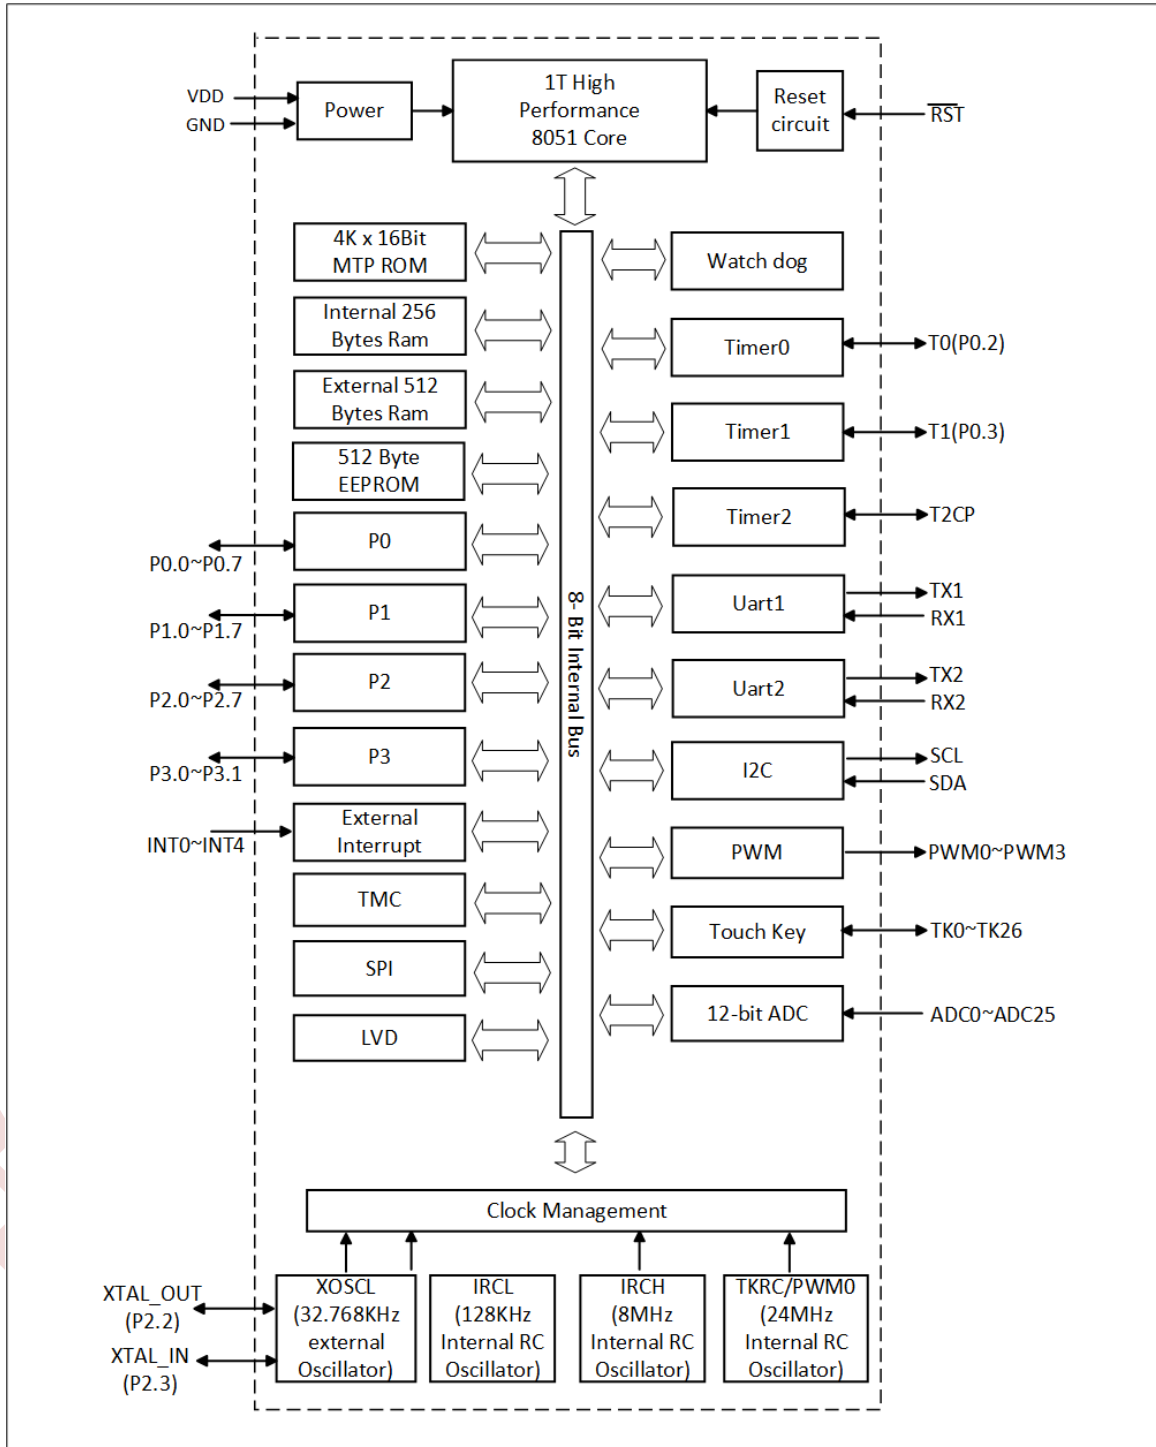 VDD
GND
Power
1T High
Performance
8051 Core
Reset
circuit
RST
4K x 16Bit
MTP ROM
Internal 256
Bytes Ram
External 512
Bytes Ram
512 Byte
EEPROM
P0
P0.0~P0.7
P1
P1.0~P1.7
P2
P2.0~P2.7
P3
P3.0~P3.1
External
Interrupt
INT0~INT4
TMC
SPI
LVD
8- Bit Internal Bus
Watch dog
Timer0
T0(P0.2)
Timer1
T1(P0.3)
Timer2
T2CP
Uart1
TX1
RX1
Uart2
TX2
RX2
I2C
SCL
SDA
PWM
PWM0~PWM3
Touch Key
TK0~TK26
12-bit ADC
ADC0~ADC25
Clock Management
XTAL_OUT
(P2.2)
XTAL_IN
(P2.3)
XOSCL
(32.768KHz
external
Oscillator)
IRCL
(128KHz
Internal RC
Oscillator)
IRCH
(8MHz
Internal RC
Oscillator)
TKRC/PWM0
(24MHz
Internal RC
Oscillator)